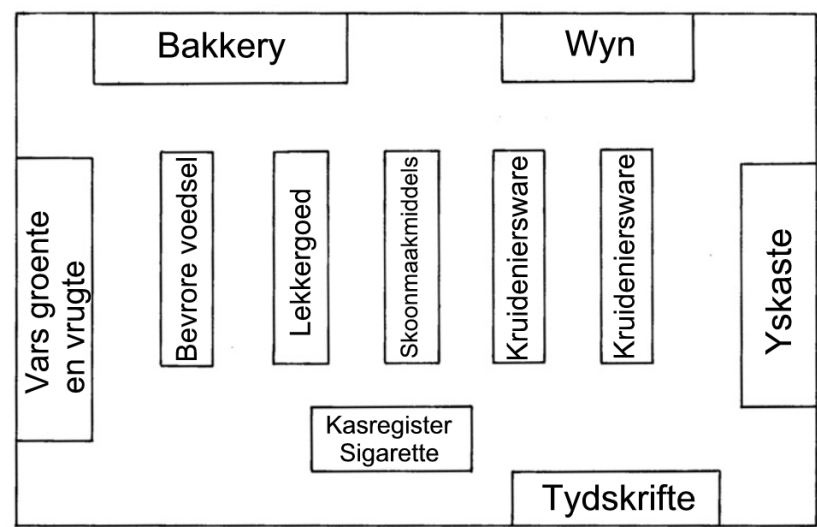 Bakkery
Wyn
Vars groente
en vrugte
Bevrore voedsel
Lekkergoed
Skoonmaakmiddels
Kruideniersware
Kruideniersware
Yskaste
Kasregister
Sigarette
Tydskrifte